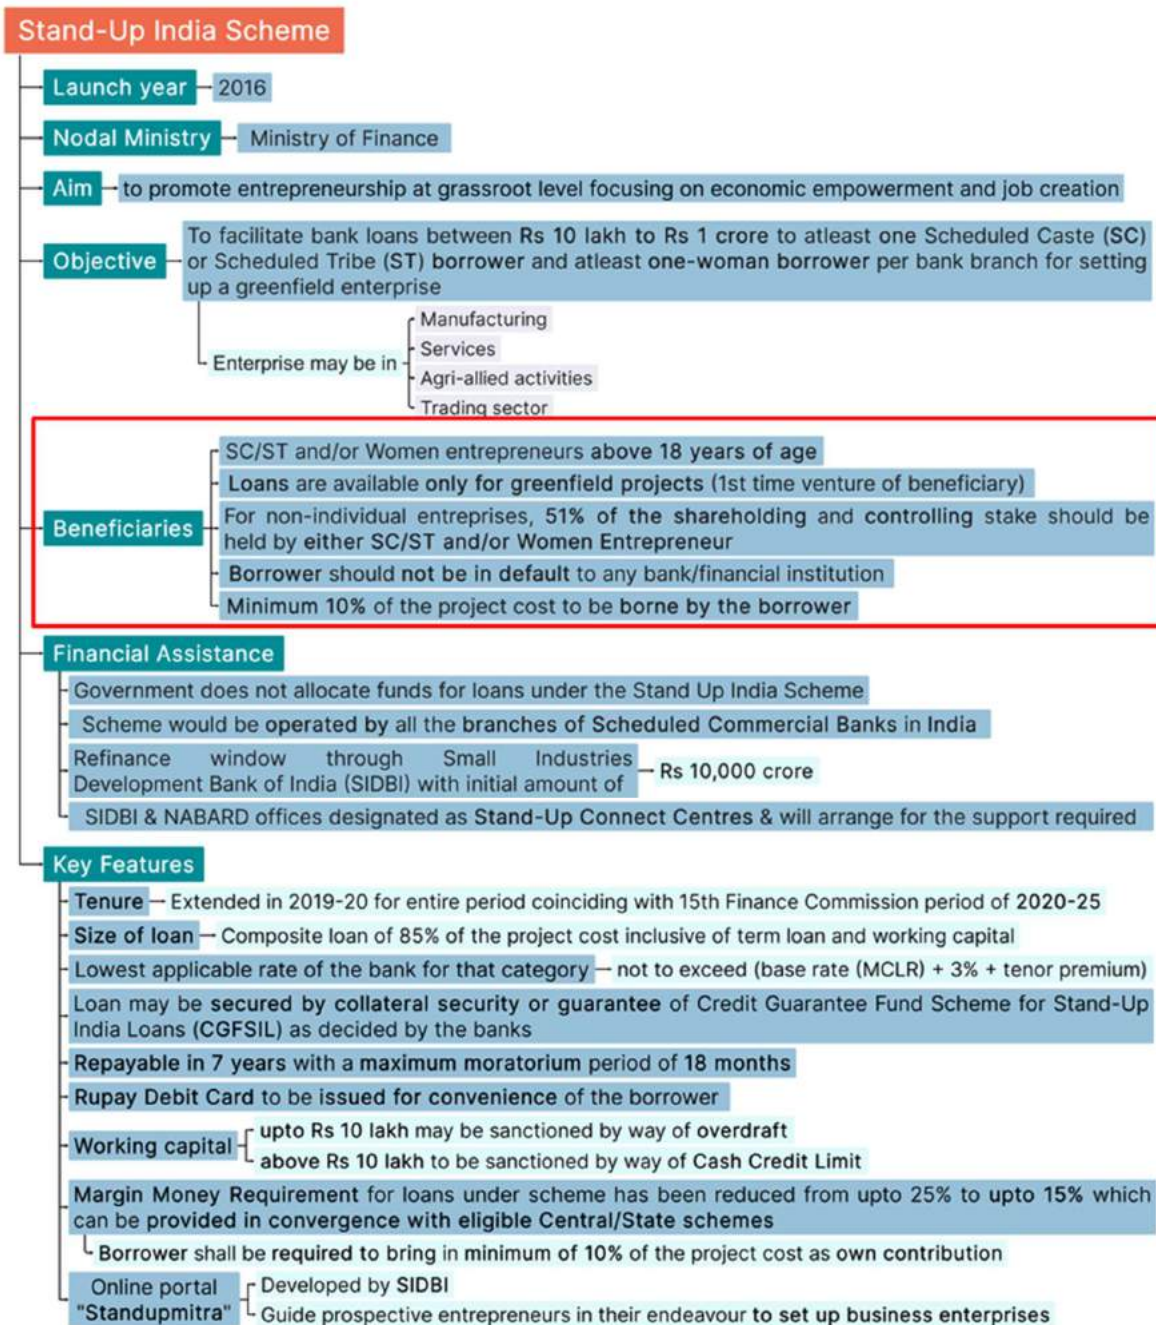 Stand-Up India Scheme
Launch year
2016
Nodal Ministry
Ministry of Finance
Aim
to promote entrepreneurship at grassroot level focusing on economic empowerment and job creation
Objective
To facilitate bank loans between Rs 10 lakh to Rs 1 crore to atleast one Scheduled Caste (SC)
or Scheduled Tribe (ST) borrower and atleast one-woman borrower per bank branch for setting
up a greenfield enterprise
Enterprise may be in
Manufacturing
Services
Agri-allied activities
Trading sector
Beneficiaries
SC/ST and/or Women entrepreneurs above 18 years of age
Loans are available only for greenfield projects (1st time venture of beneficiary)
For non-individual entreprises, 51% of the shareholding and controlling stake should be
held by either SC/ST and/or Women Entrepreneur
Borrower should not be in default to any bank/financial institution
Minimum 10% of the project cost to be borne by the borrower
Financial Assistance
Government does not allocate funds for loans under the Stand Up India Scheme
Scheme would be operated by all the branches of Scheduled Commercial Banks in India
Refinance window through Small Industries
Development Bank of India (SIDBI) with initial amount of
Rs 10,000 crore
SIDBI & NABARD offices designated as Stand-Up Connect Centres & will arrange for the support required
Key Features
Tenure
Extended in 2019-20 for entire period coinciding with 15th Finance Commission period of 2020-25
Size of loan
Composite loan of 85% of the project cost inclusive of term loan and working capital
Lowest applicable rate of the bank for that category
not to exceed (base rate (MCLR) + 3% + tenor premium)
Loan may be secured by collateral security or guarantee of Credit Guarantee Fund Scheme for Stand-Up
India Loans (CGFSIL) as decided by the banks
Repayable in 7 years with a maximum moratorium period of 18 months
Rupay Debit Card to be issued for convenience of the borrower
Working capital
upto Rs 10 lakh may be sanctioned by way of overdraft
above Rs 10 lakh to be sanctioned by way of Cash Credit Limit
Margin Money Requirement for loans under scheme has been reduced from upto 25% to upto 15% which
can be provided in convergence with eligible Central/State schemes
Borrower shall be required to bring in minimum of 10% of the project cost as own contribution
Online portal
"Standupmitra"
Developed by SIDBI
Guide prospective entrepreneurs in their endeavour to set up business enterprises